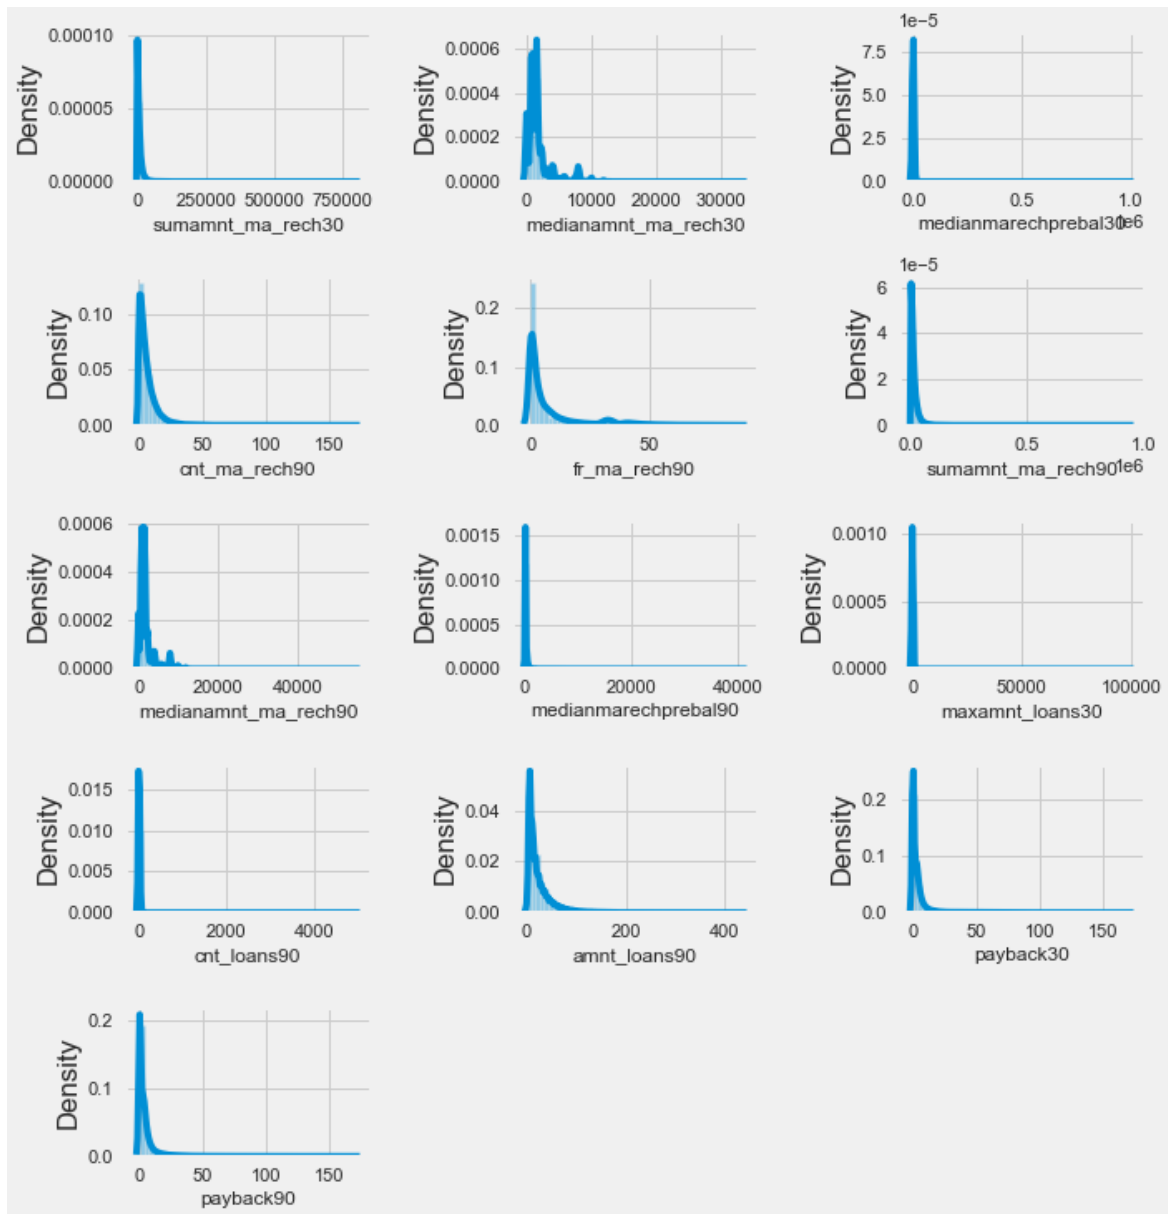 0.00010
0.00005
0.00000
Density
0 250000 500000 750000
sumamnt_ma_rech30
0.0006
0.0004
0.0002
0.0000
Density
0 10000 20000 30000
medianamnt_ma_rech30
1e−5
7.5
5.0
2.5
0.0
Density
0.0 0.5 1.0
1e6
medianmarechprebal30
0.10
0.05
0.00
Density
0 50 100 150
cnt_ma_rech90
0.2
0.1
0.0
Density
0 50
fr_ma_rech90
1e−5
6
4
2
0
Density
0.0 0.5 1.0
1e6
sumamnt_ma_rech90
0.0006
0.0004
0.0002
0.0000
Density
0 20000 40000
medianamnt_ma_rech90
0.0015
0.0010
0.0005
0.0000
Density
0 20000 40000
medianmarechprebal90
0.0010
0.0005
0.0000
Density
0 50000 100000
maxamnt_loans30
0.015
0.010
0.005
0.000
Density
0 2000 4000
cnt_loans90
0.04
0.02
0.00
Density
0 200 400
amnt_loans90
0.2
0.1
0.0
Density
0 50 100 150
payback30
0.2
0.1
0.0
Density
0 50 100 150
payback90